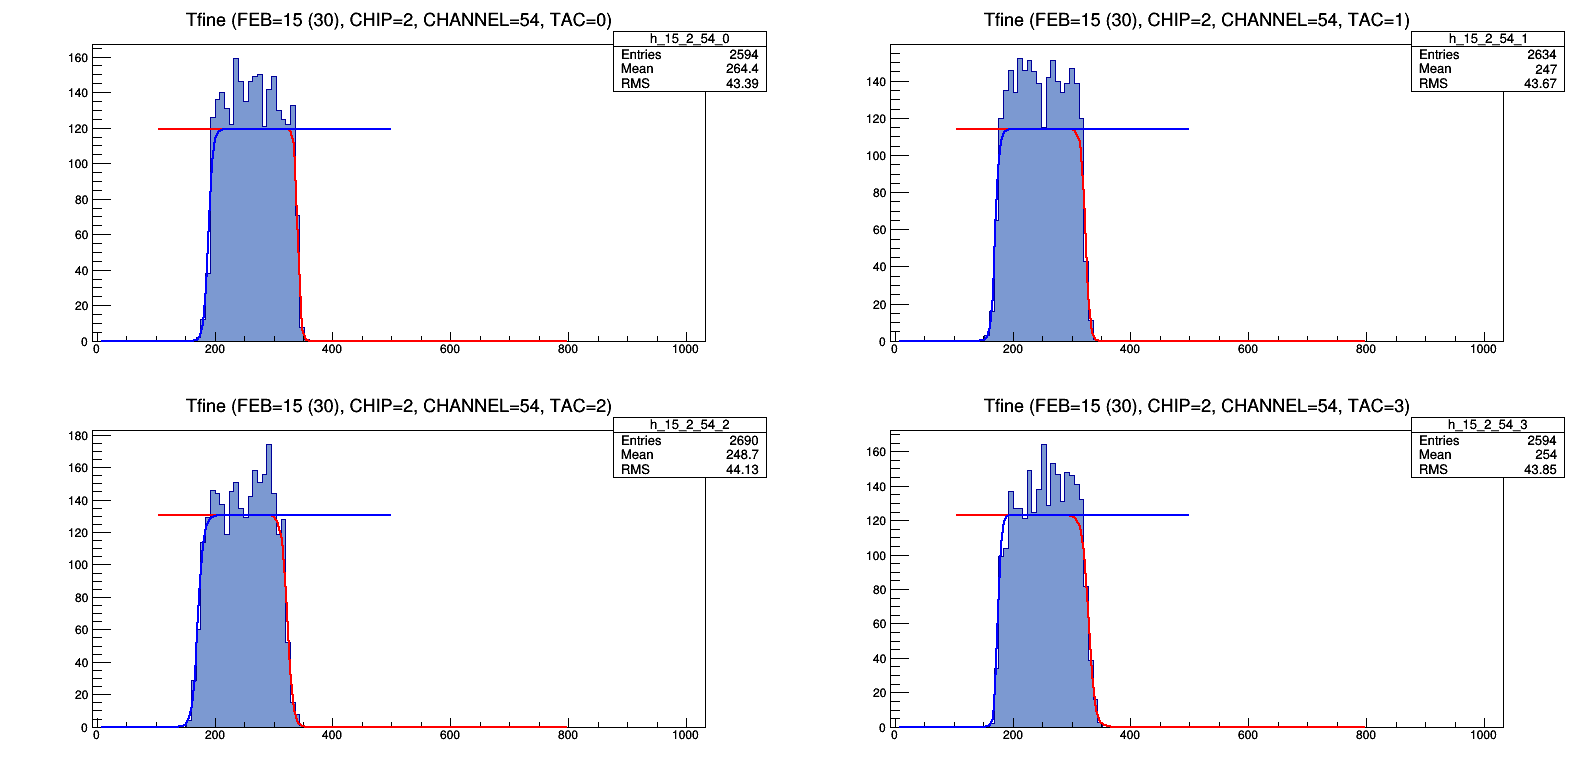 Tfine (FEB=15 (30), CHIP=2, CHANNEL=54, TAC=0)
h_15_2_54_0
Entries 2594
Mean 264.4
RMS 43.39
160
140
120
100
80
60
40
20
0
0 200 400 600 800 1000
Tfine (FEB=15 (30), CHIP=2, CHANNEL=54, TAC=1)
h_15_2_54_1
Entries 2634
Mean 247
RMS 43.67
140
120
100
80
60
40
20
0
0 200 400 600 800 1000
Tfine (FEB=15 (30), CHIP=2, CHANNEL=54, TAC=2)
h_15_2_54_2
Entries 2690
Mean 248.7
RMS 44.13
180
160
140
120
100
80
60
40
20
0
0 200 400 600 800 1000
Tfine (FEB=15 (30), CHIP=2, CHANNEL=54, TAC=3)
h_15_2_54_3
Entries 2594
Mean 254
RMS 43.85
160
140
120
100
80
60
40
20
0
0 200 400 600 800 1000